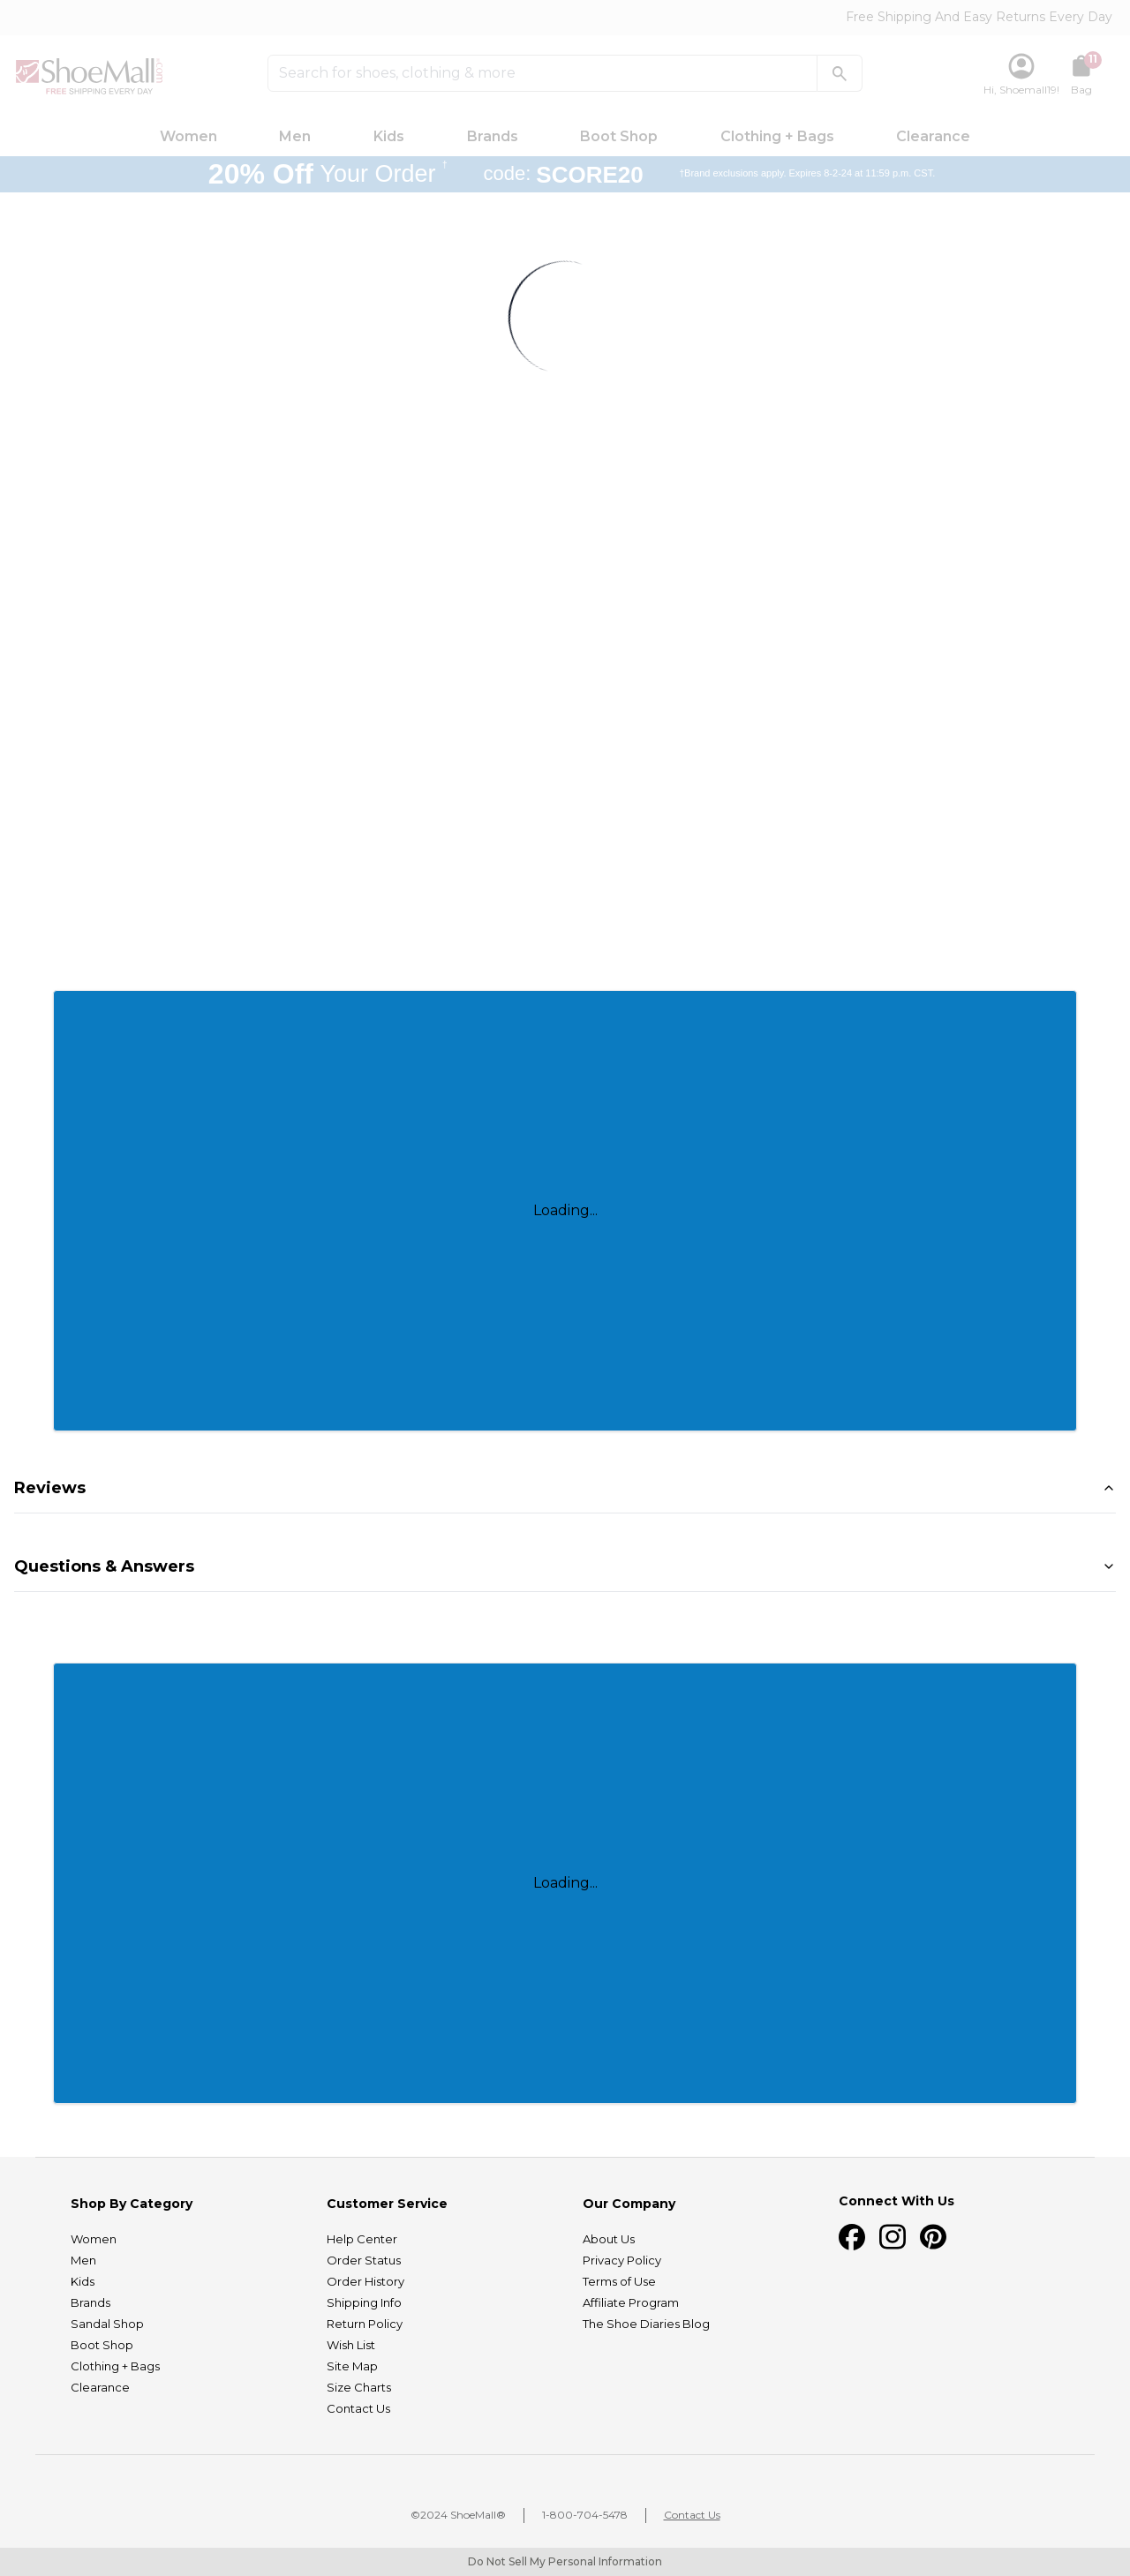 Free Shipping And Easy Returns Every Day
ShoeMall.com
FREE SHIPPING EVERY DAY
Search for shoes, clothing & more
Hi, Shoemall19!
11
Bag
Women Men Kids Brands Boot Shop Clothing + Bags Clearance
20% Off Your Order † code: SCORE20 †Brand exclusions apply. Expires 8-2-24 at 11:59 p.m. CST.
Loading...
Reviews
Questions & Answers
Loading...
Shop By Category
Women
Men
Kids
Brands
Sandal Shop
Boot Shop
Clothing + Bags
Clearance
Customer Service
Help Center
Order Status
Order History
Shipping Info
Return Policy
Wish List
Site Map
Size Charts
Contact Us
Our Company
About Us
Privacy Policy
Terms of Use
Affiliate Program
The Shoe Diaries Blog
Connect With Us
©2024 ShoeMall® 1-800-704-5478 Contact Us
Do Not Sell My Personal Information